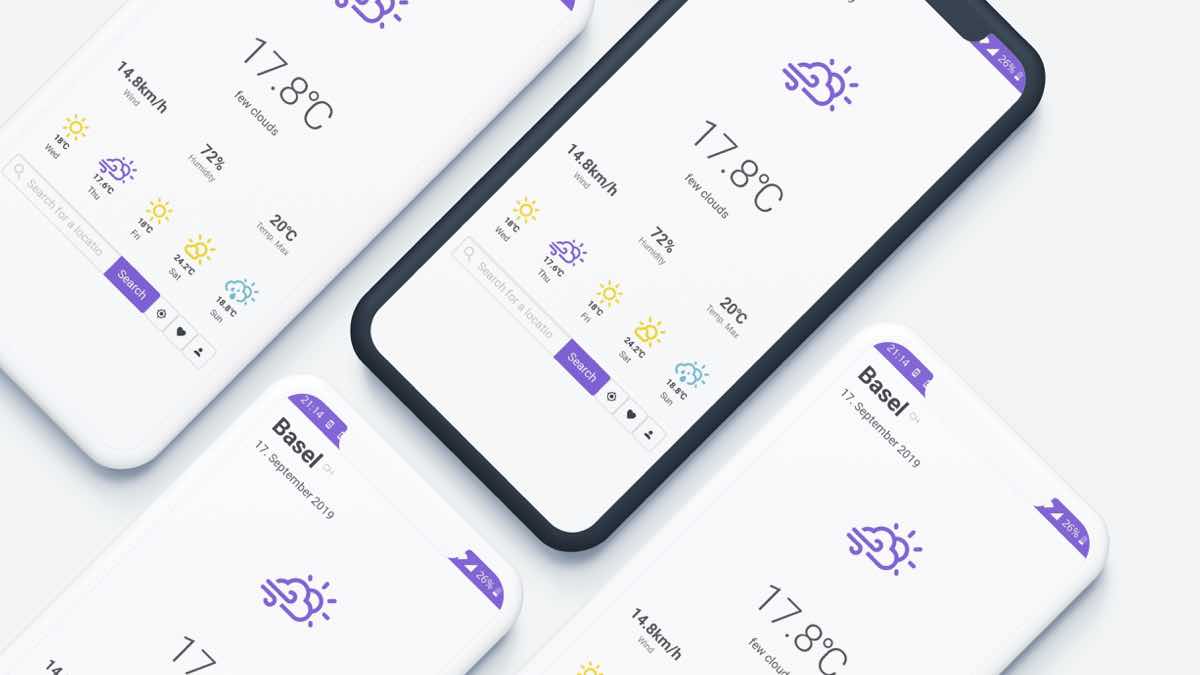 17.8°C
few clouds
14.8km/h
Wind
72%
Humidity
20°C
Temp. Max
18°C
Wed
17.6°C
Thu
18°C
Fri
24.2°C
Sat
18.8°C
Sun
Search for a locatio
Search
26%
17.8°C
few clouds
14.8km/h
Wind
72%
Humidity
20°C
Temp. Max
18°C
Wed
17.6°C
Thu
18°C
Fri
24.2°C
Sat
18.8°C
Sun
Search for a locatio
Search
21:14
26%
Basel CH
17. September 2019
17
14
21:14
26%
Basel CH
17. September 2019
17.8°C
few cloud
14.8km/h
Wind